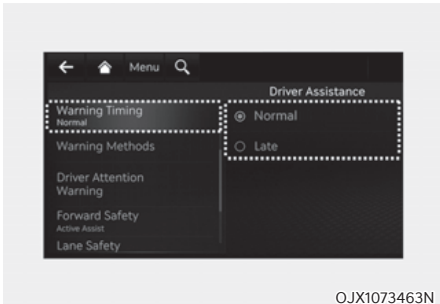 Menu
Driver Assistance
Warning Timing
Normal
Normal
Late
Warning Methods
Driver Attention
Warning
Forward Safety
Active Assist
Lane Safety
OJX1073463N